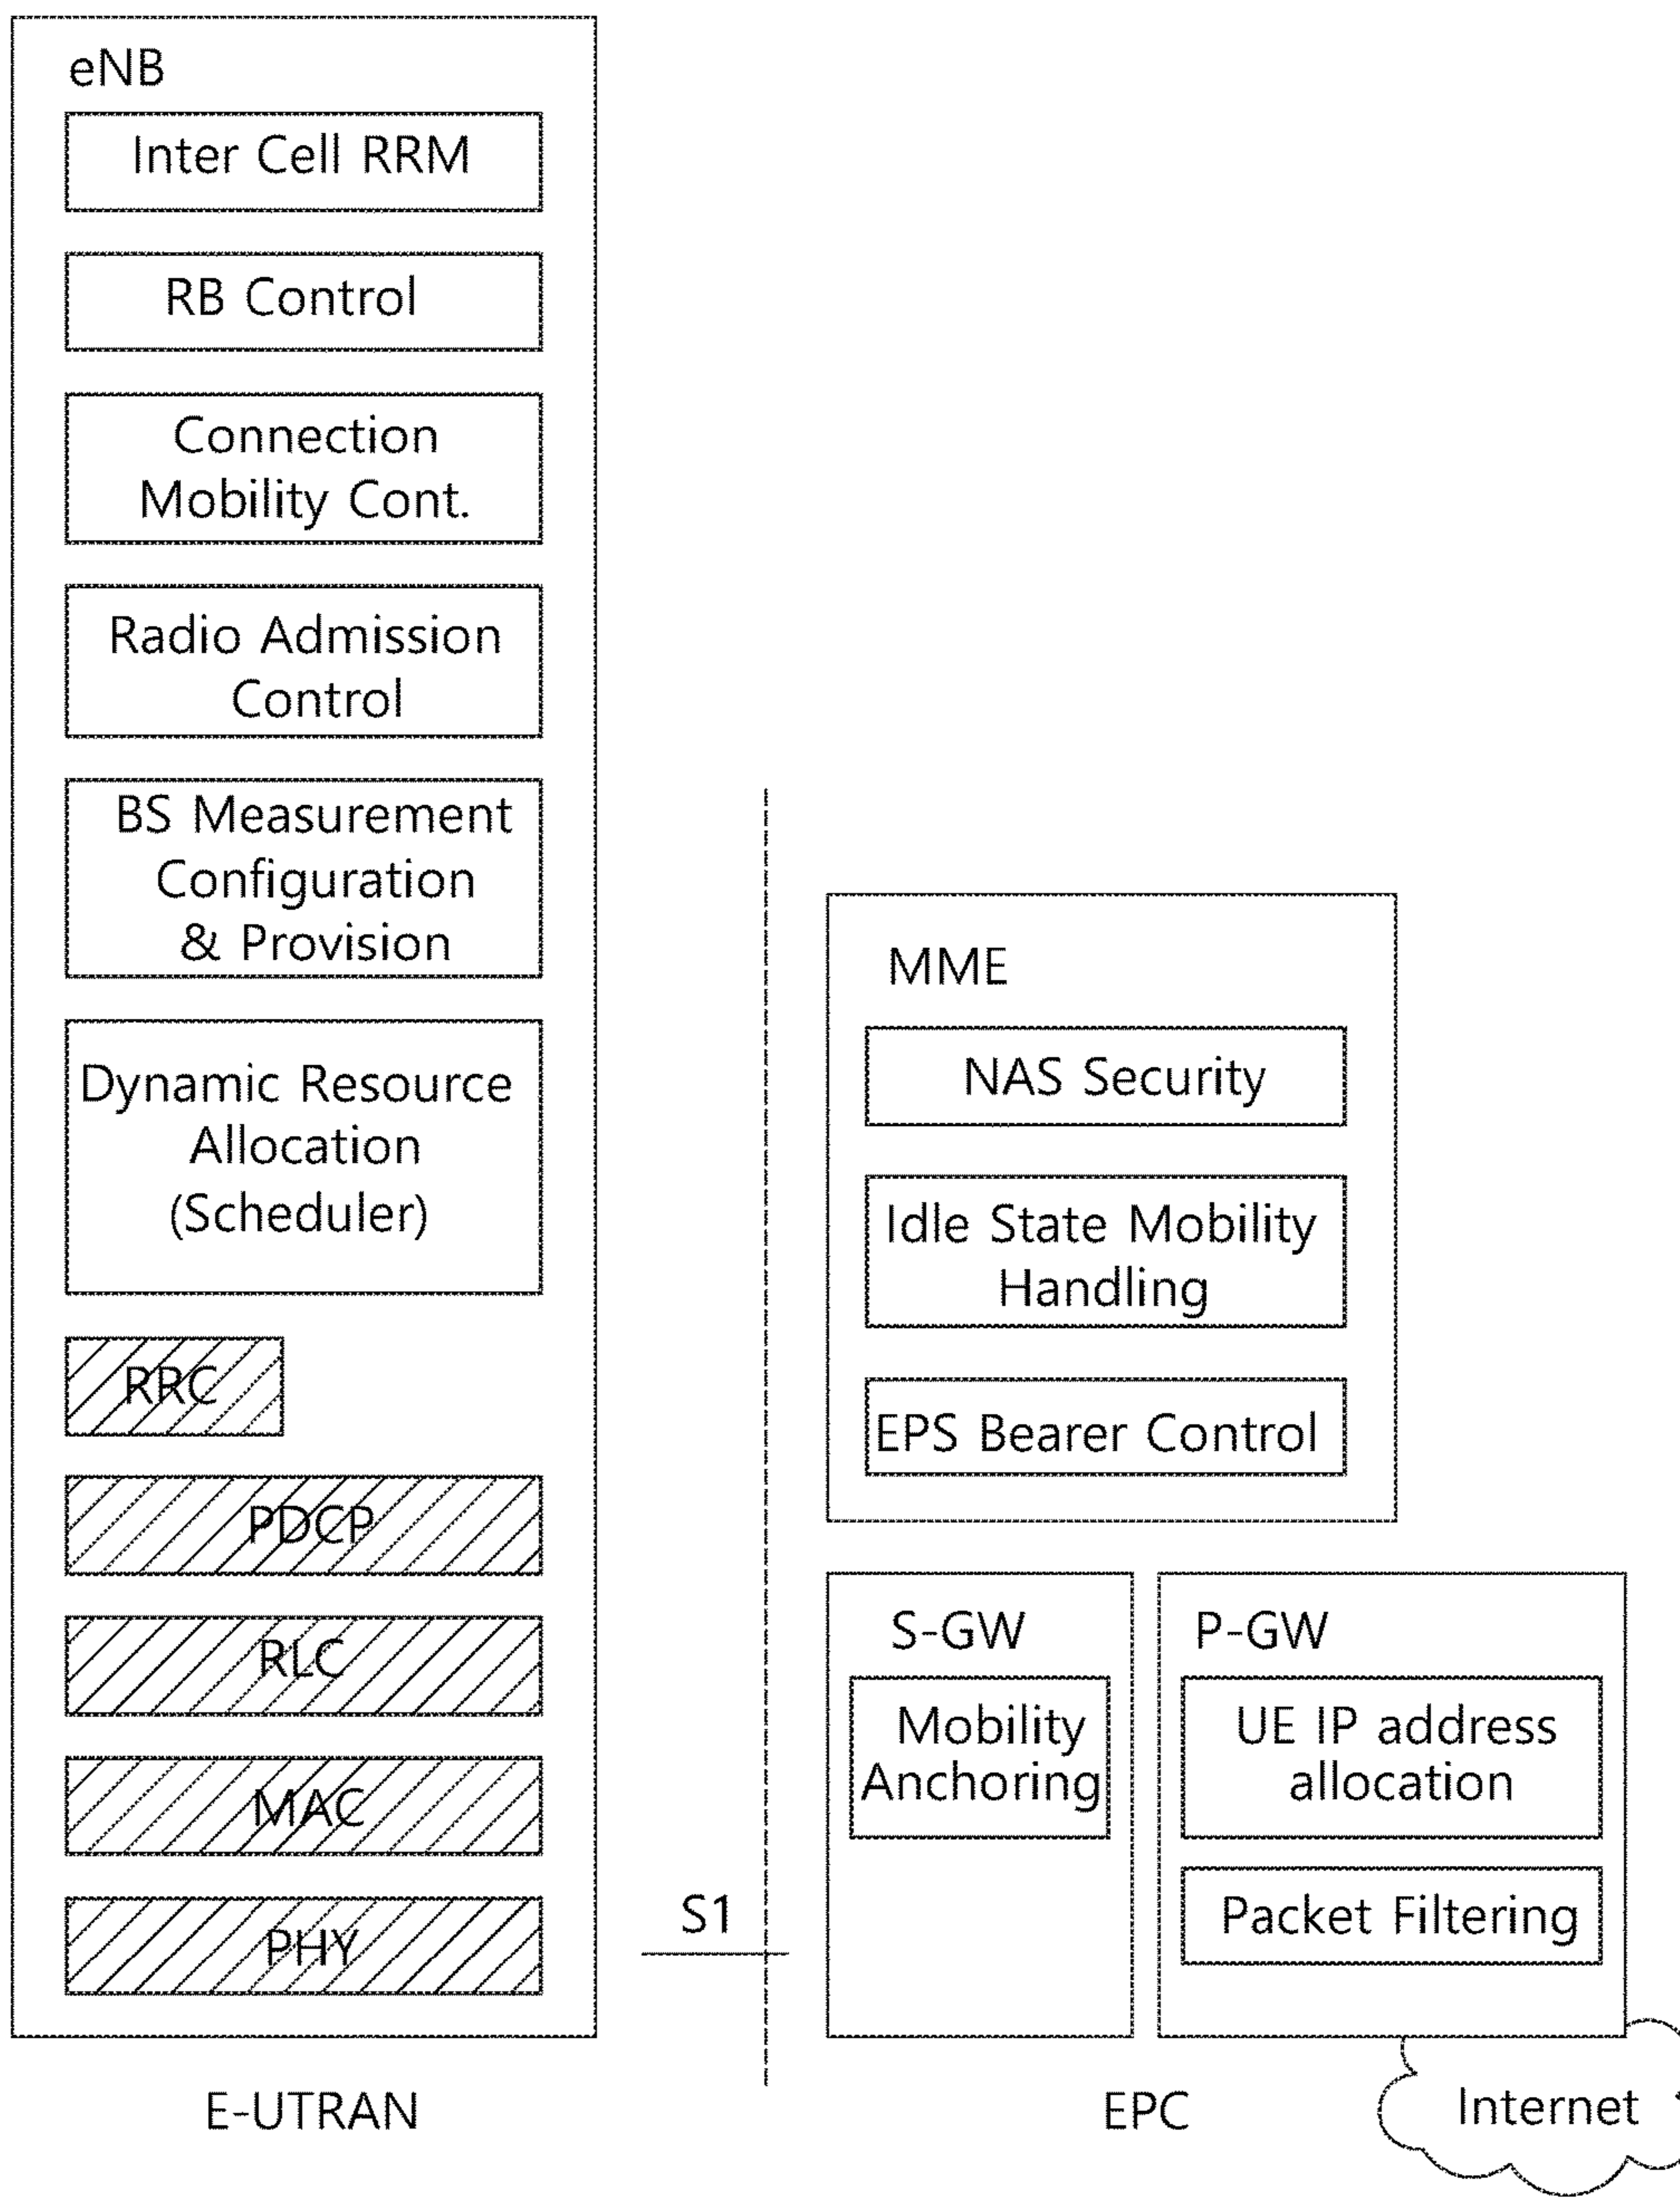 eNB
Inter Cell RRM
RB Control
Connection
Mobility Cont.
Radio Admission
Control
BS Measurement
Configuration
& Provision
Dynamic Resource
Allocation
(Scheduler)
RRC
PDCP
RLC
MAC
PHY
E-UTRAN
S1
MME
NAS Security
Idle State Mobility
Handling
EPS Bearer Control
S-GW
Mobility
Anchoring
P-GW
UE IP address
allocation
Packet Filtering
EPC
Internet